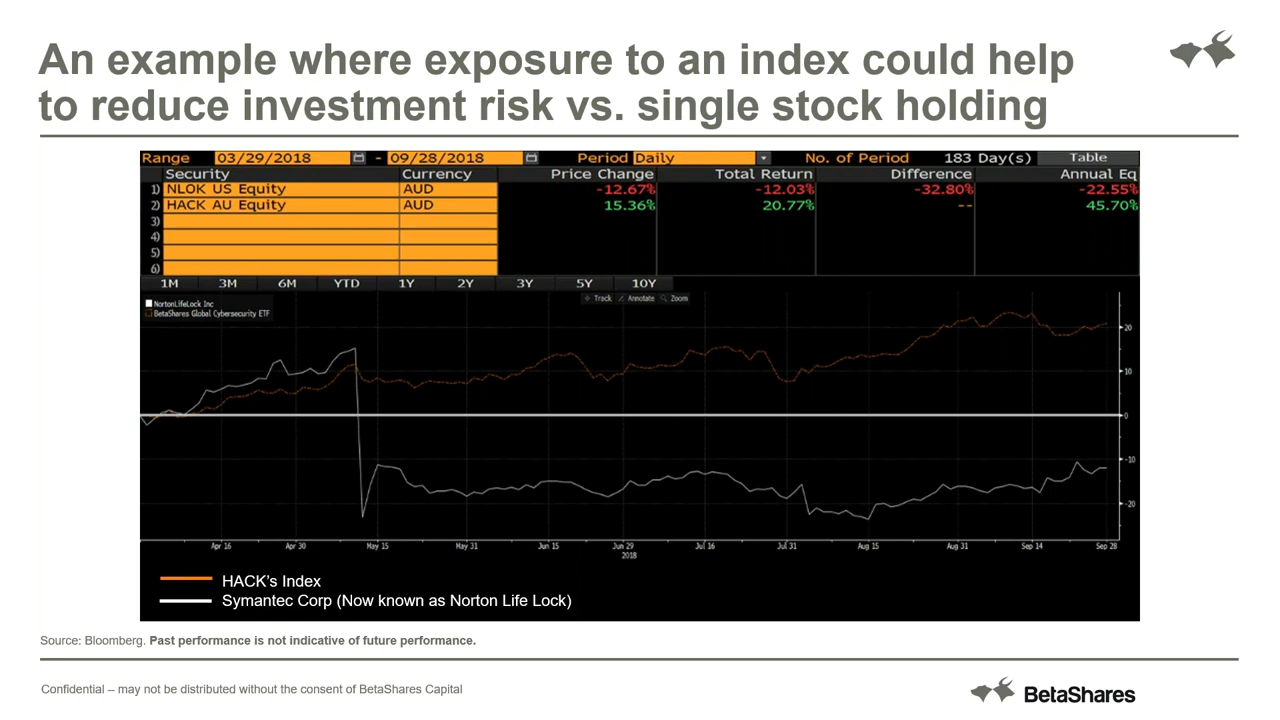 An example where exposure to an index could help
to reduce investment risk vs. single stock holding
Range 03/29/2018 - 09/28/2018 Period Daily No. of Period 183 Day(s) Table
Security Currency Price Change Total Return Difference Annual Eq
1) NLOK US Equity AUD -12.67% -12.03% -32.80% -22.55%
2) HACK AU Equity AUD 15.36% 20.77% -- 45.70%
3)
4)
5)
6)
1M 3M 6M YTD 1Y 2Y 3Y 5Y 10Y
Track Annotate Zoom
NortonLifeLock Inc
BetaShares Global Cybersecurity ETF
20
10
0
-10
-20
Apr 16 Apr 30 May 15 May 31 Jun 15 Jun 29 Jul 16 Jul 31 Aug 15 Aug 31 Sep 14 Sep 28
2018
HACK's Index
Symantec Corp (Now known as Norton Life Lock)
Source: Bloomberg. Past performance is not indicative of future performance.
Confidential – may not be distributed without the consent of BetaShares Capital
BetaShares